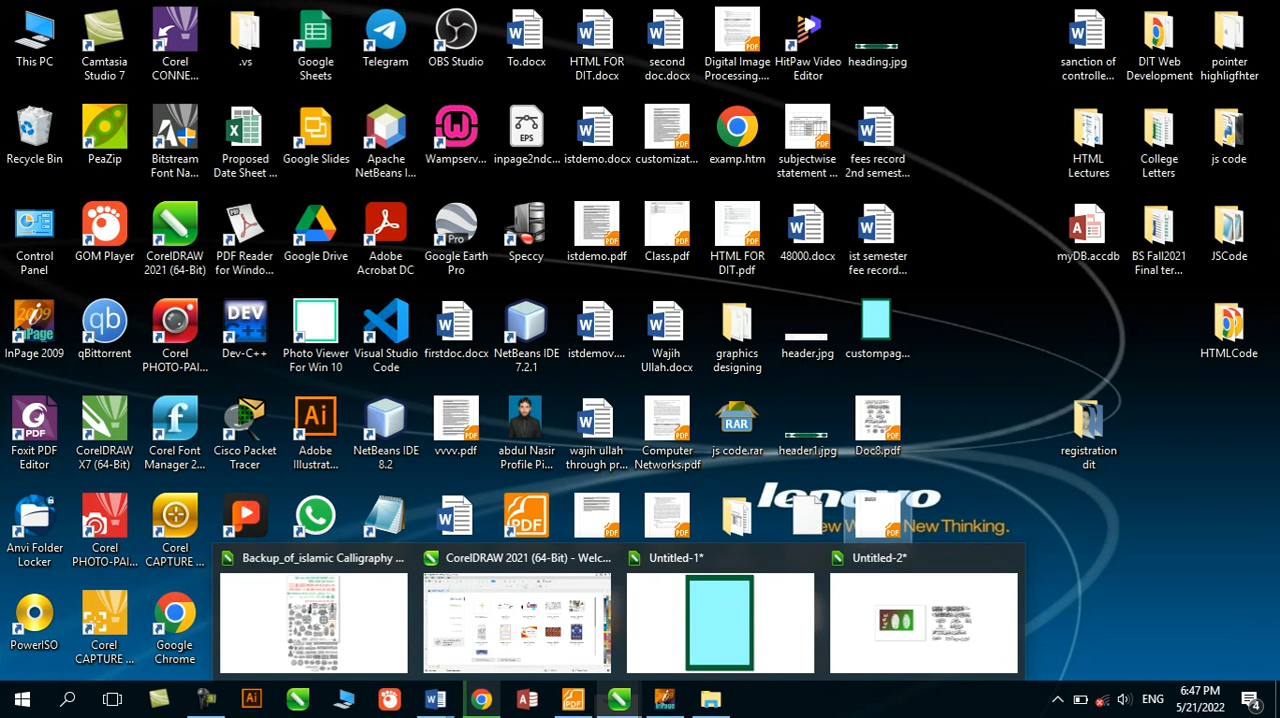 Camtasia Studio 7
Corel CONNE...
.vs
Google Sheets
Telegram
OBS Studio
To.docx
HTML FOR DIT.docx
second doc.docx
Digital Image Processing....
HitPaw Video Editor
heading.jpg
sanction of controlle...
DIT Web Development
pointer highligfhter
Recycle Bin
PeaZip
Bitstream Font Na...
Proposed Date Sheet ...
Google Slides
Apache NetBeans I...
Wampserv...
EPS
inpage2ndc...
istdemo.docx
customizat...
examp.htm
subjectwise statement ...
fees record 2nd semest...
HTML Lectures
College Lectures
js code
Control Panel
GOM Player
CorelDRAW 2021 (64-Bit)
PDF Reader for Windo...
Google Drive
Adobe Acrobat DC
Google Earth Pro
Speccy
istdemo.pdf
Class.pdf
HTML FOR DIT.pdf
48000.docx
ist semester fee record...
myDB.accdb
BS Fall2021 Final ter...
JSCode
InPage 2009
qBittorrent
Corel PHOTO-PAI...
Dev-C++
Photo Viewer For Win 10
Visual Studio Code
firstdoc.docx
NetBeans IDE 7.2.1
istdemov....
Wajih Ullah.docx
graphics designing
header.jpg
custompag...
HTMLCode
Foxit PDF Editor
CorelDRAW X7 (64-Bit)
Corel Font Manager 2...
Cisco Packet Tracer
Adobe Illustrat...
NetBeans IDE 8.2
vvvv.pdf
abdul Nasir Profile Pi...
wajih ullah through pr...
Computer Networks.pdf
js code.rar
header1.jpg
Doc8.pdf
registration dit
lenovo
New Thinking.
Anvi Folder Locker
Corel PHOTO-PAI...
Corel CAPTURE ...
Backup_of_islamic Calligraphy ...
CorelDRAW 2021 (64-Bit) - Welc...
Untitled-1*
Untitled-2*
UltraISO
Corel CAPTURE ...
Google Chrome
ENG
6:47 PM
5/21/2022
4